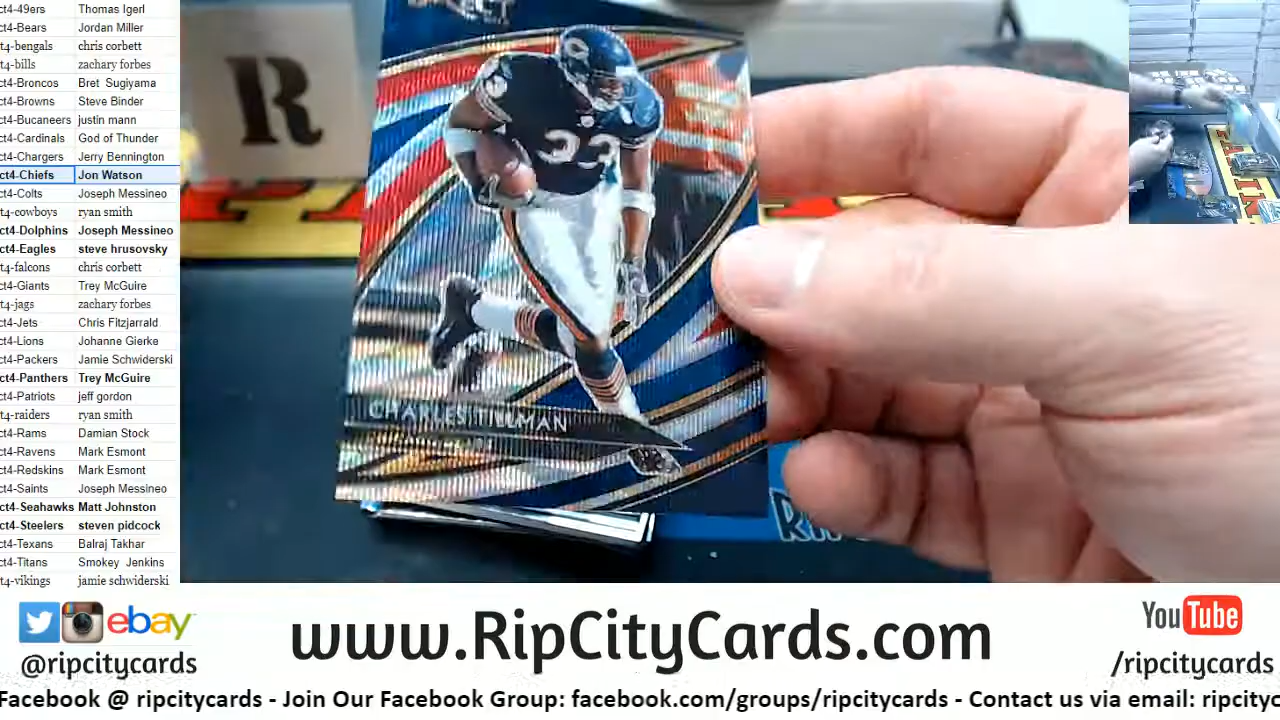 ct4-49ers Thomas Igerl
ct4-Bears Jordan Miller
t4-bengals chris corbett
t4-bills zachary forbes
ct4-Broncos Bret Sugiyama
ct4-Browns Steve Binder
ct4-Bucaneers justin mann
ct4-Cardinals God of Thunder
ct4-Chargers Jerry Bennington
ct4-Chiefs Jon Watson
ct4-Colts Joseph Messineo
t4-cowboys ryan smith
ct4-Dolphins Joseph Messineo
ct4-Eagles steve hrusovsky
t4-falcons chris corbett
ct4-Giants Trey McGuire
t4-jags zachary forbes
ct4-Jets Chris Fitzjarrald
ct4-Lions Johanne Gierke
ct4-Packers Jamie Schwiderski
ct4-Panthers Trey McGuire
ct4-Patriots jeff gordon
t4-raiders ryan smith
ct4-Rams Damian Stock
ct4-Ravens Mark Esmont
ct4-Redskins Mark Esmont
ct4-Saints Joseph Messineo
ct4-Seahawks Matt Johnston
ct4-Steelers steven pidcock
ct4-Texans Balraj Takhar
ct4-Titans Smokey Jenkins
t4-vikings jamie schwiderski
R
C
33
CHARLES TILLMAN
ebay
@ripcitycards
www.RipCityCards.com
YouTube
/ripcitycards
Facebook @ ripcitycards - Join Our Facebook Group: facebook.com/groups/ripcitycards - Contact us via email: ripcityc